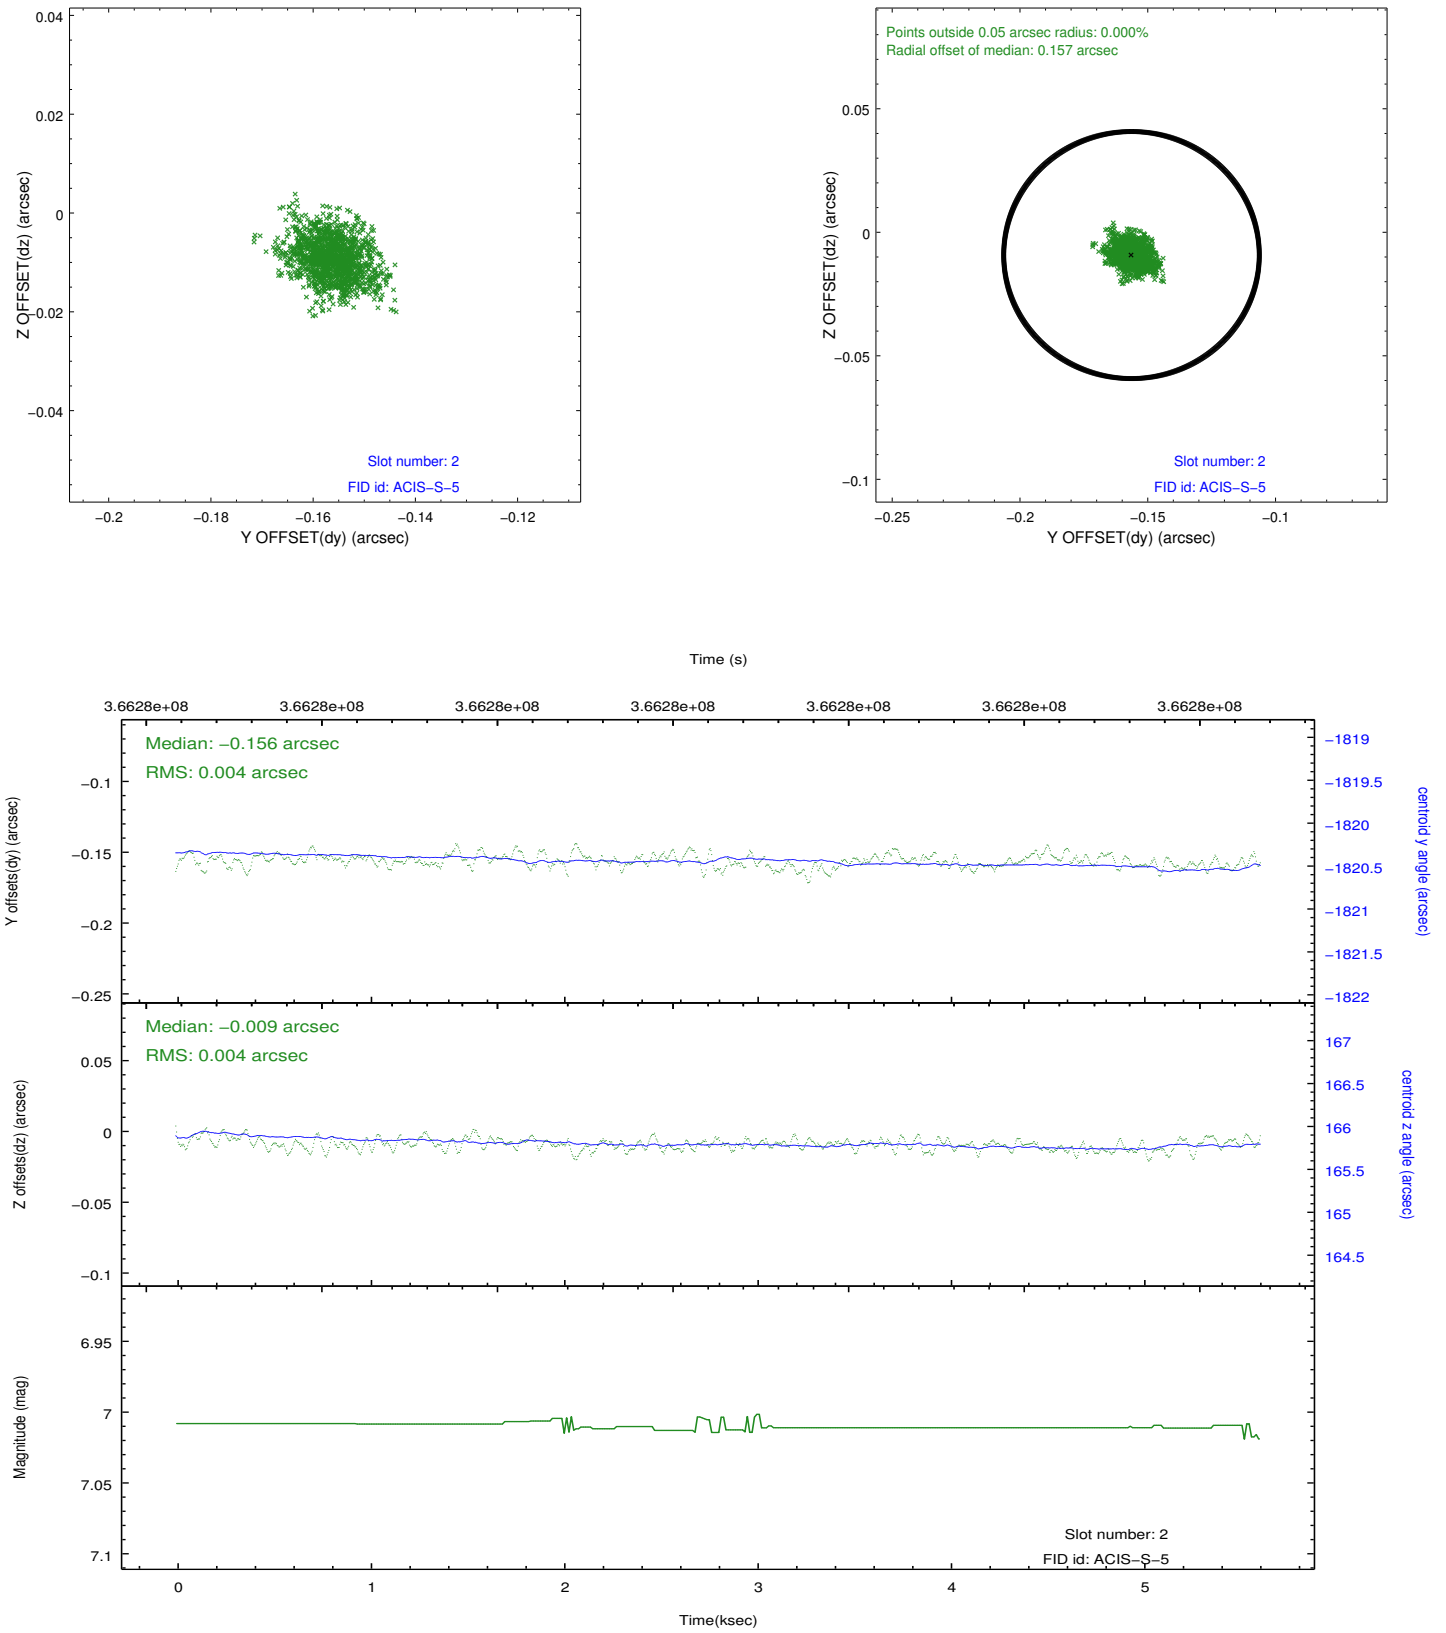 0.04
0.02
0
−0.02
−0.04
Z OFFSET(dz) (arcsec)
Slot number: 2
FID id: ACIS−S−5
−0.2
−0.18
−0.16
−0.14
−0.12
Y OFFSET(dy) (arcsec)
Points outside 0.05 arcsec radius: 0.000%
Radial offset of median: 0.157 arcsec
0.05
0
−0.05
−0.1
Z OFFSET(dz) (arcsec)
Slot number: 2
FID id: ACIS−S−5
−0.25
−0.2
−0.15
−0.1
Y OFFSET(dy) (arcsec)
Time (s)
3.6628e+08
3.6628e+08
3.6628e+08
3.6628e+08
3.6628e+08
3.6628e+08
3.6628e+08
Median: −0.156 arcsec
RMS: 0.004 arcsec
−0.1
−0.15
−0.2
−0.25
Y offsets(dy) (arcsec)
−1819
−1819.5
−1820
−1820.5
−1821
−1821.5
−1822
centroid y angle (arcsec)
Median: −0.009 arcsec
RMS: 0.004 arcsec
0.05
0
−0.05
−0.1
Z offsets(dz) (arcsec)
167
166.5
166
165.5
165
164.5
centroid z angle (arcsec)
6.95
7
7.05
7.1
Magnitude (mag)
Slot number: 2
FID id: ACIS−S−5
0
1
2
3
4
5
Time(ksec)